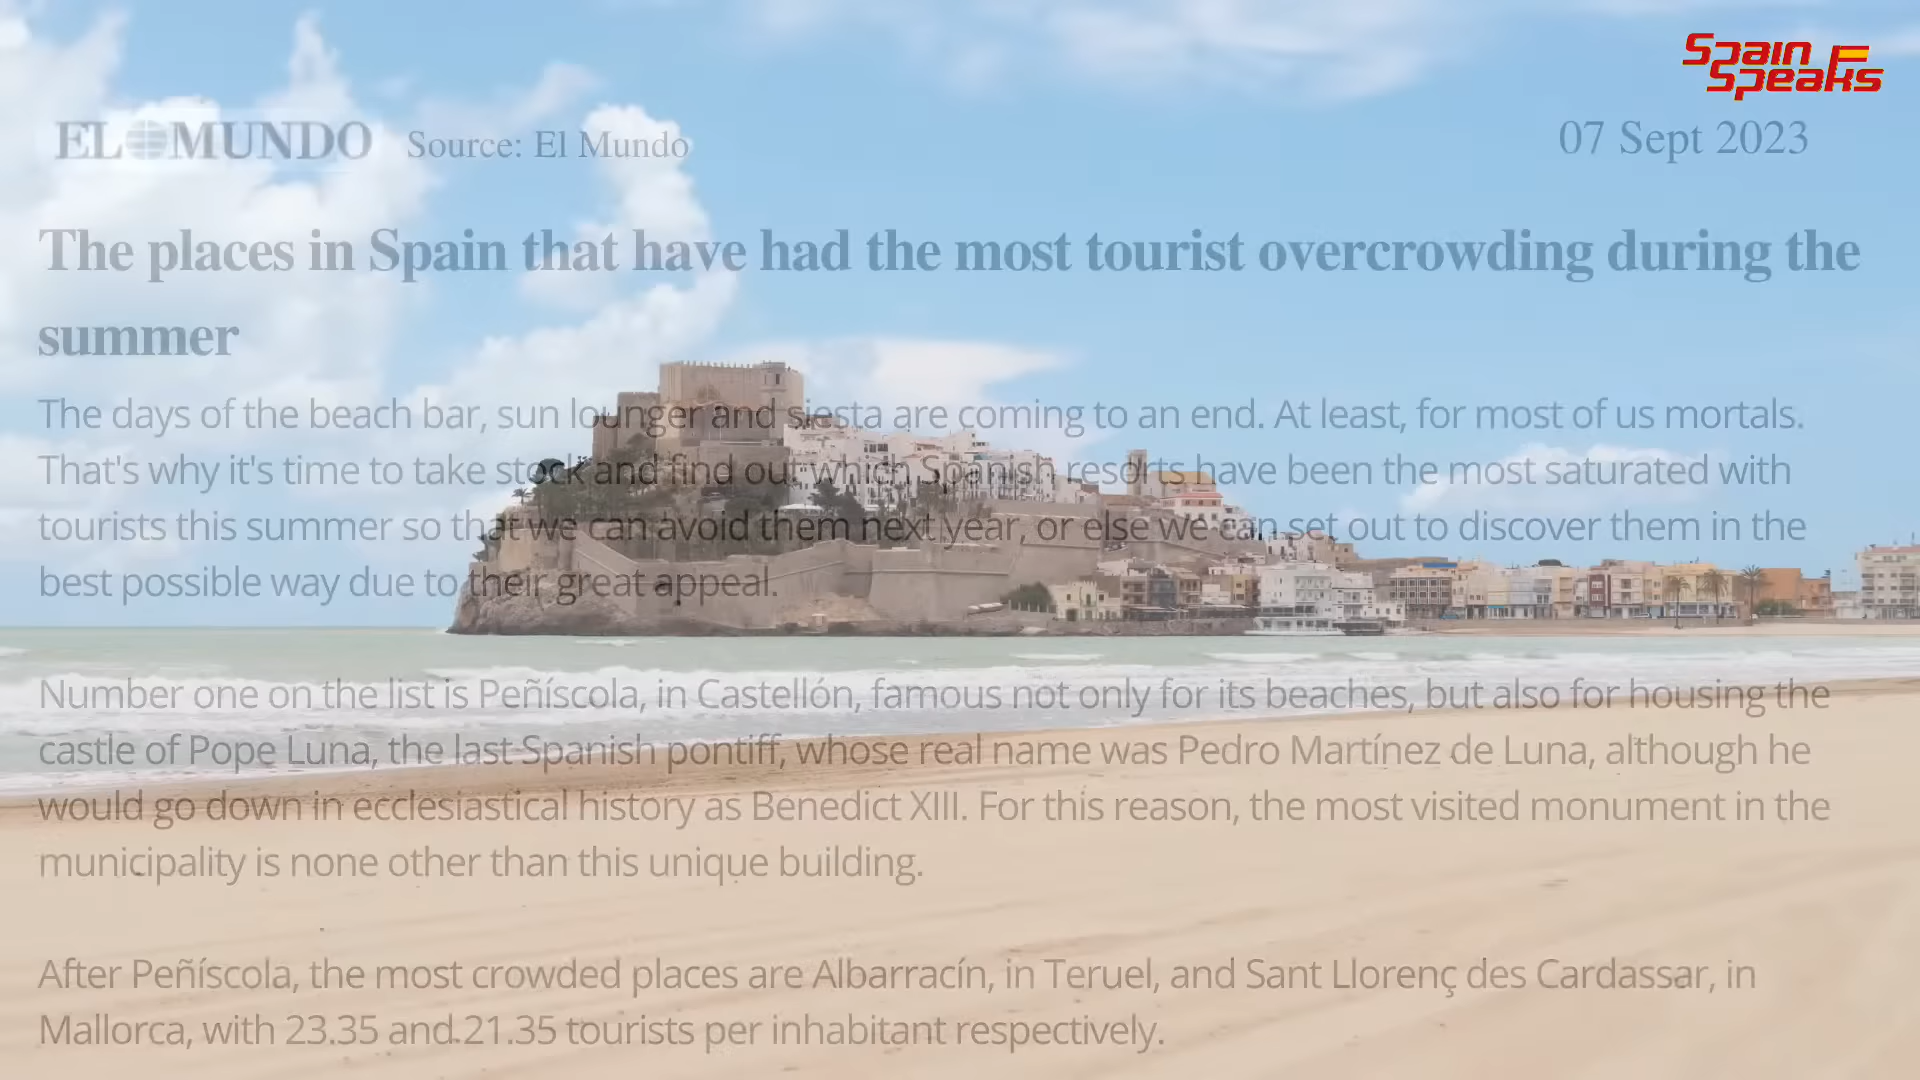 Spain
Speaks
EL MUNDO
Source: El Mundo
07 Sept 2023
The places in Spain that have had the most tourist overcrowding during the
summer
The days of the beach bar, sun lounger and siesta are coming to an end. At least, for most of us mortals.
That's why it's time to take stock and find out which Spanish resorts have been the most saturated with
tourists this summer so that we can avoid them next year, or else we can set out to discover them in the
best possible way due to their great appeal.
Number one on the list is Peñíscola, in Castellón, famous not only for its beaches, but also for housing the
castle of Pope Luna, the last Spanish pontiff, whose real name was Pedro Martínez de Luna, although he
would go down in ecclesiastical history as Benedict XIII. For this reason, the most visited monument in the
municipality is none other than this unique building.
After Peñíscola, the most crowded places are Albarracín, in Teruel, and Sant Llorenç des Cardassar, in
Mallorca, with 23.35 and 21.35 tourists per inhabitant respectively.